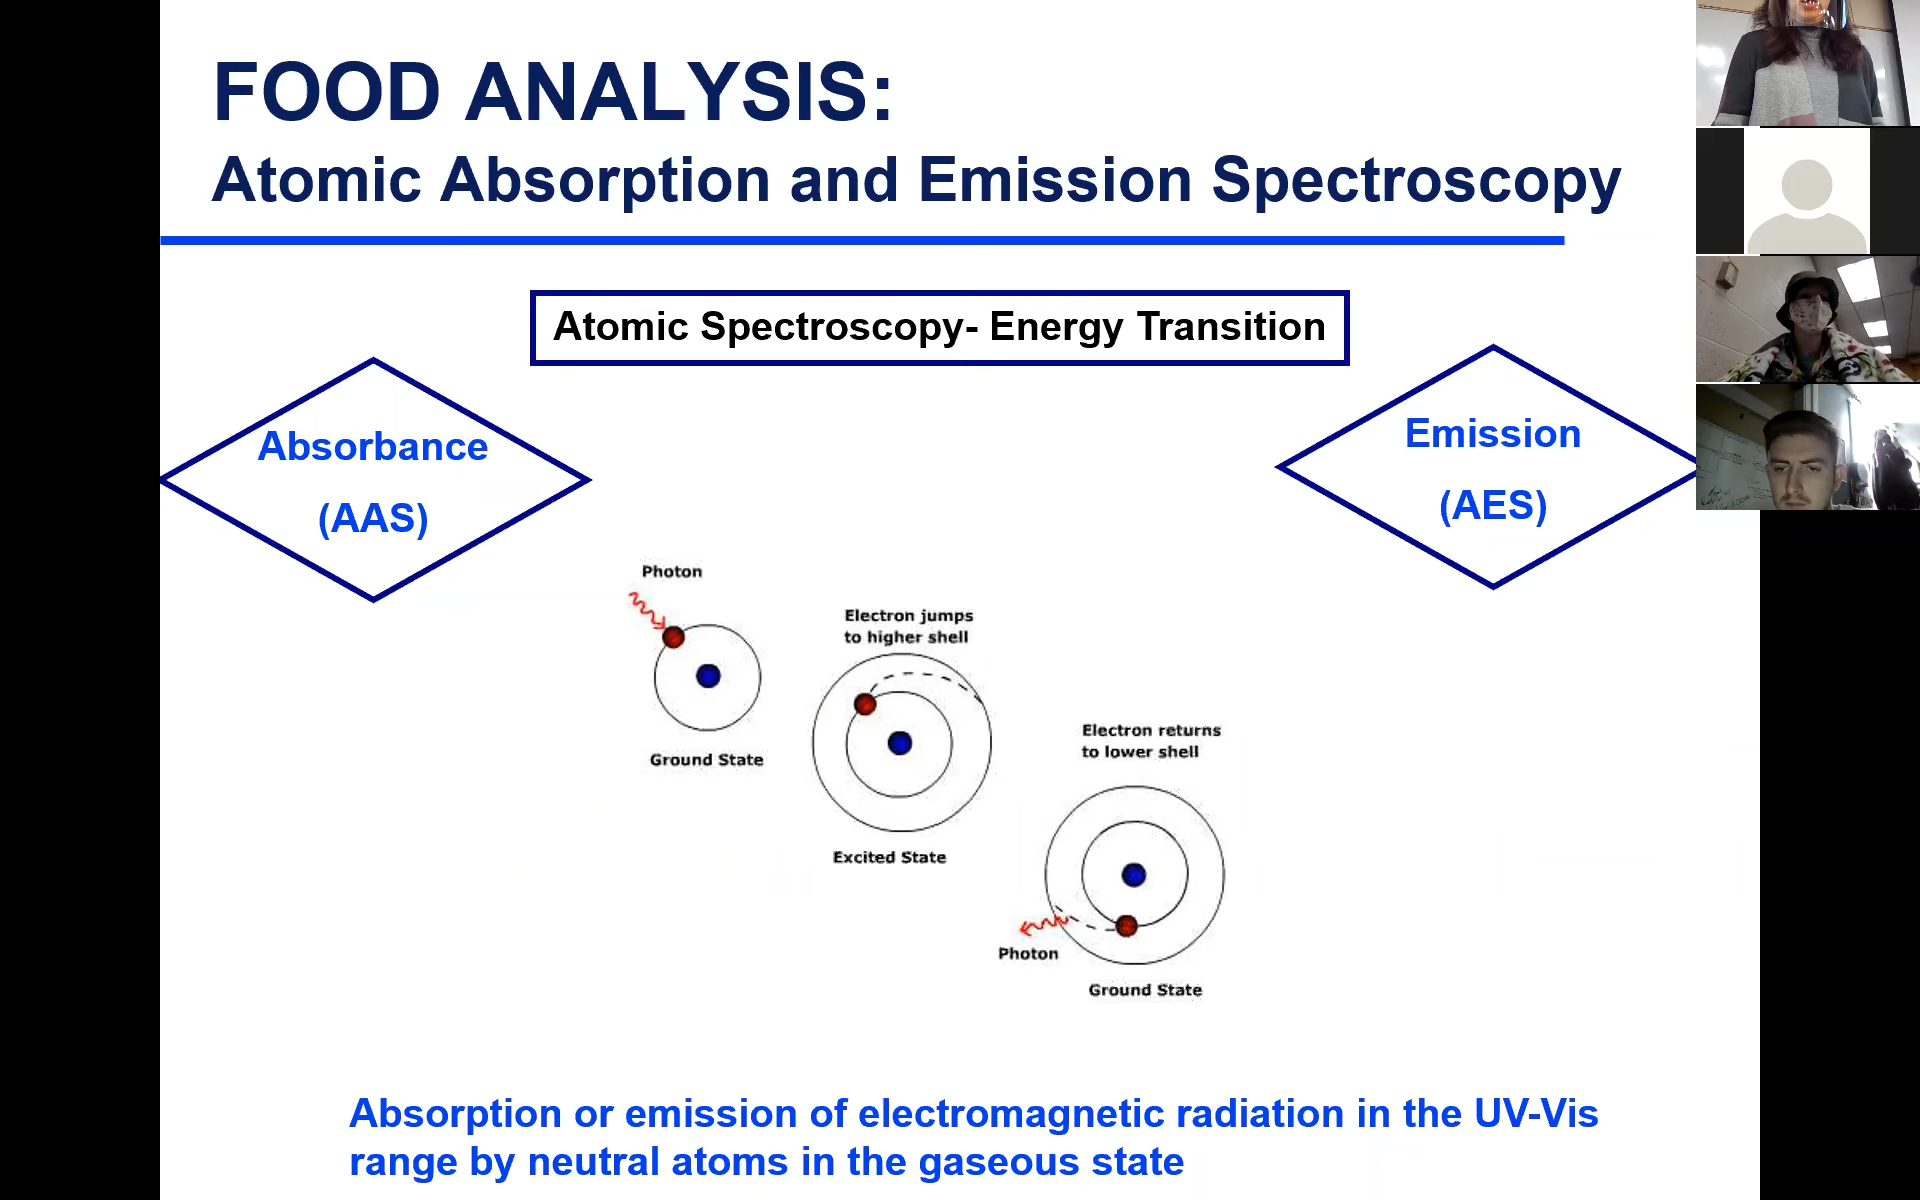 FOOD ANALYSIS:
Atomic Absorption and Emission Spectroscopy
Atomic Spectroscopy- Energy Transition
Absorbance
(AAS)
Emission
(AES)
Photon
Electron jumps
to higher shell
Ground State
Electron returns
to lower shell
Excited State
Photon
Ground State
Absorption or emission of electromagnetic radiation in the UV-Vis
range by neutral atoms in the gaseous state